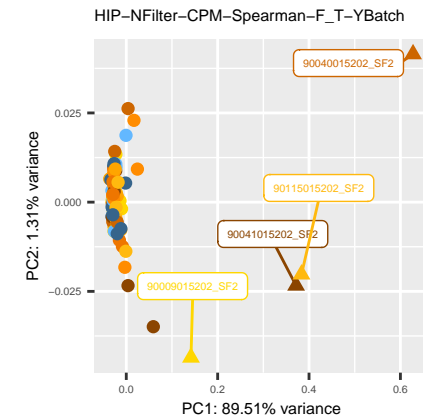 HIP−NFilter−CPM−Spearman−F_T−YBatch
90040015202_SF2
90115015202_SF2
90041015202_SF2
90009015202_SF2
0.025
0.000
−0.025
PC2: 1.31% variance
0.0 0.2 0.4 0.6
PC1: 89.51% variance